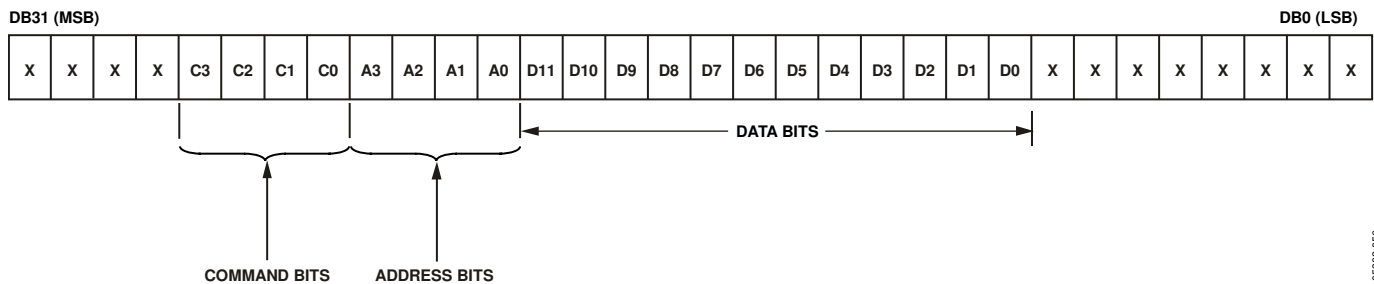 DB31 (MSB) DB0 (LSB)
X X X X C3 C2 C1 C0 A3 A2 A1 A0 D11 D10 D9 D8 D7 D6 D5 D4 D3 D2 D1 D0 X X X X X X X X
DATA BITS
COMMAND BITS ADDRESS BITS